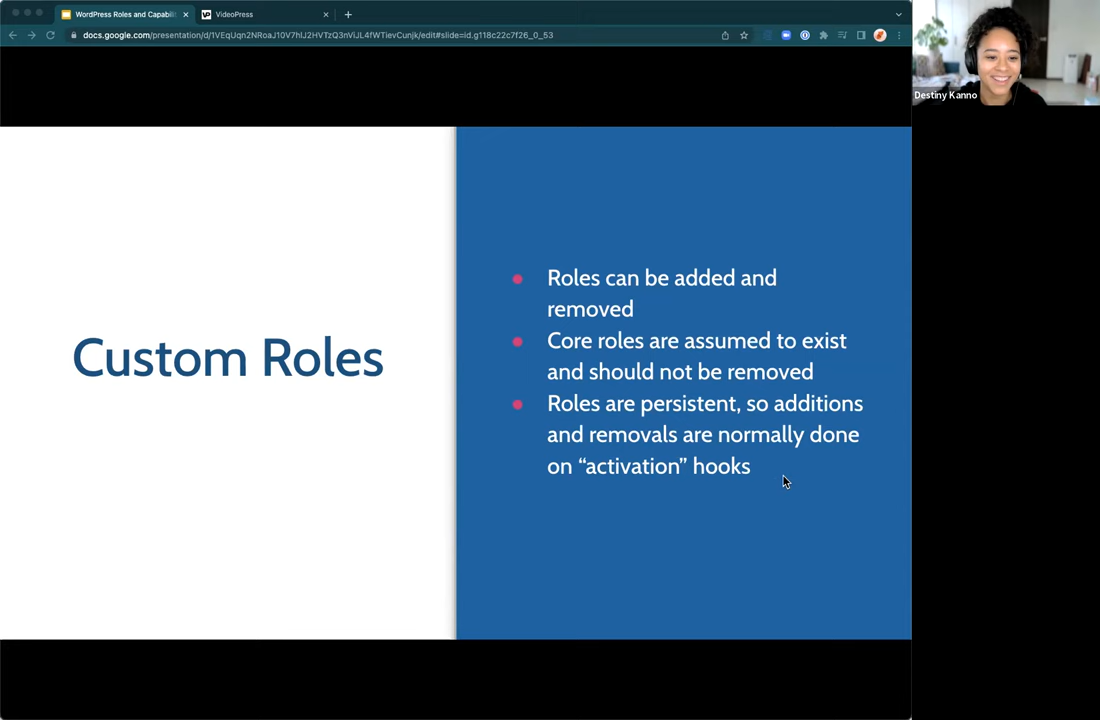 WordPress Roles and Capabili
VideoPress
docs.google.com/presentation/d/1VEqUqn2NRoaJ10V7hIJ2HVTzQ3nViJL4fWTievCunjk/edit#slide=id.g118c22c7f26_0_53
Destiny Kanno
Custom Roles
Roles can be added and
removed
Core roles are assumed to exist
and should not be removed
Roles are persistent, so additions
and removals are normally done
on “activation” hooks